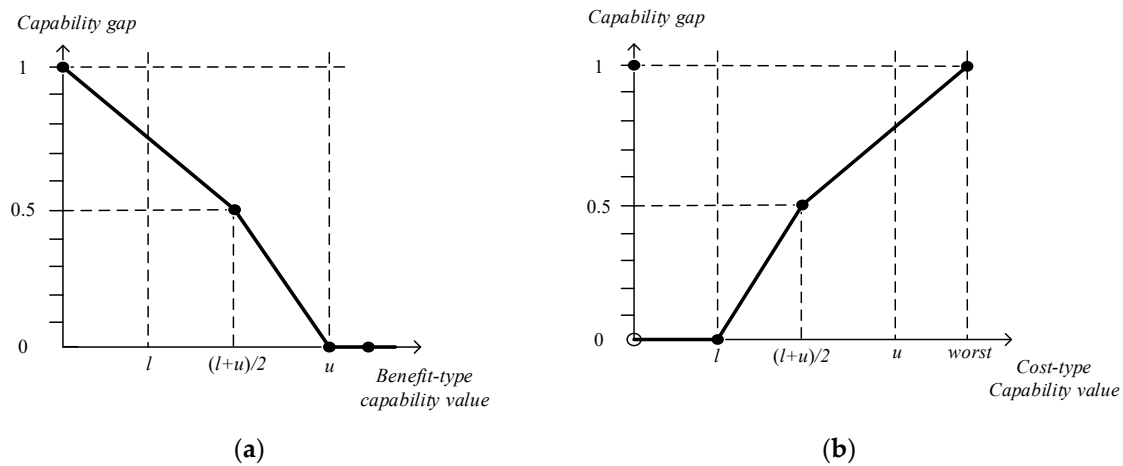 Capability gap
1
0.5
0
l
(l+u)/2
u
Benefit-type
capability value
(a)
Capability gap
1
0.5
0
l
(l+u)/2
u
worst
Cost-type
Capability value
(b)